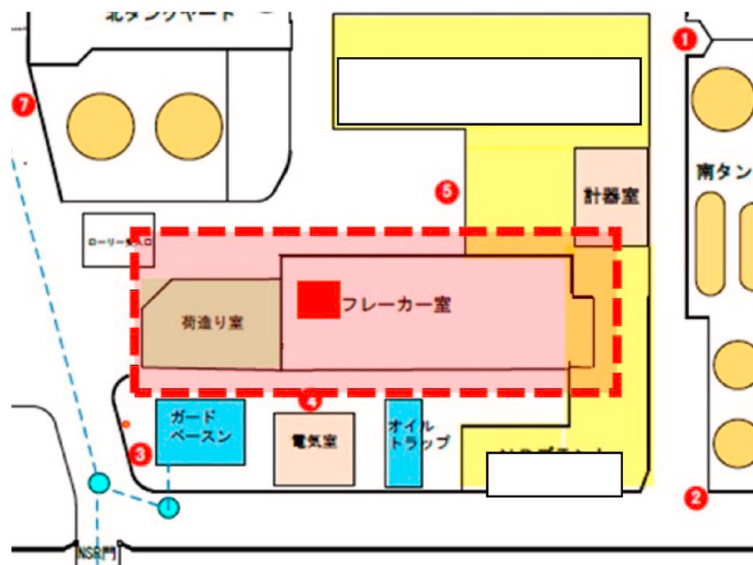 北タンクヤード
1
7
南タン
5
計器室
ローリー出入口
フレーカー室
荷造り室
4
ガード
ベースン
電気室
オイル
トラップ
3
2
NSR門